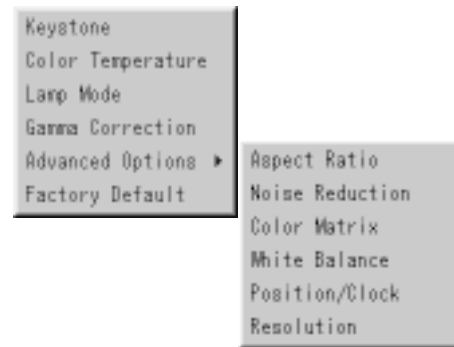 Keystone
Color Temperature
Lamp Mode
Gamma Correction
Advanced Options ▶
Factory Default
Aspect Ratio
Noise Reduction
Color Matrix
White Balance
Position/Clock
Resolution